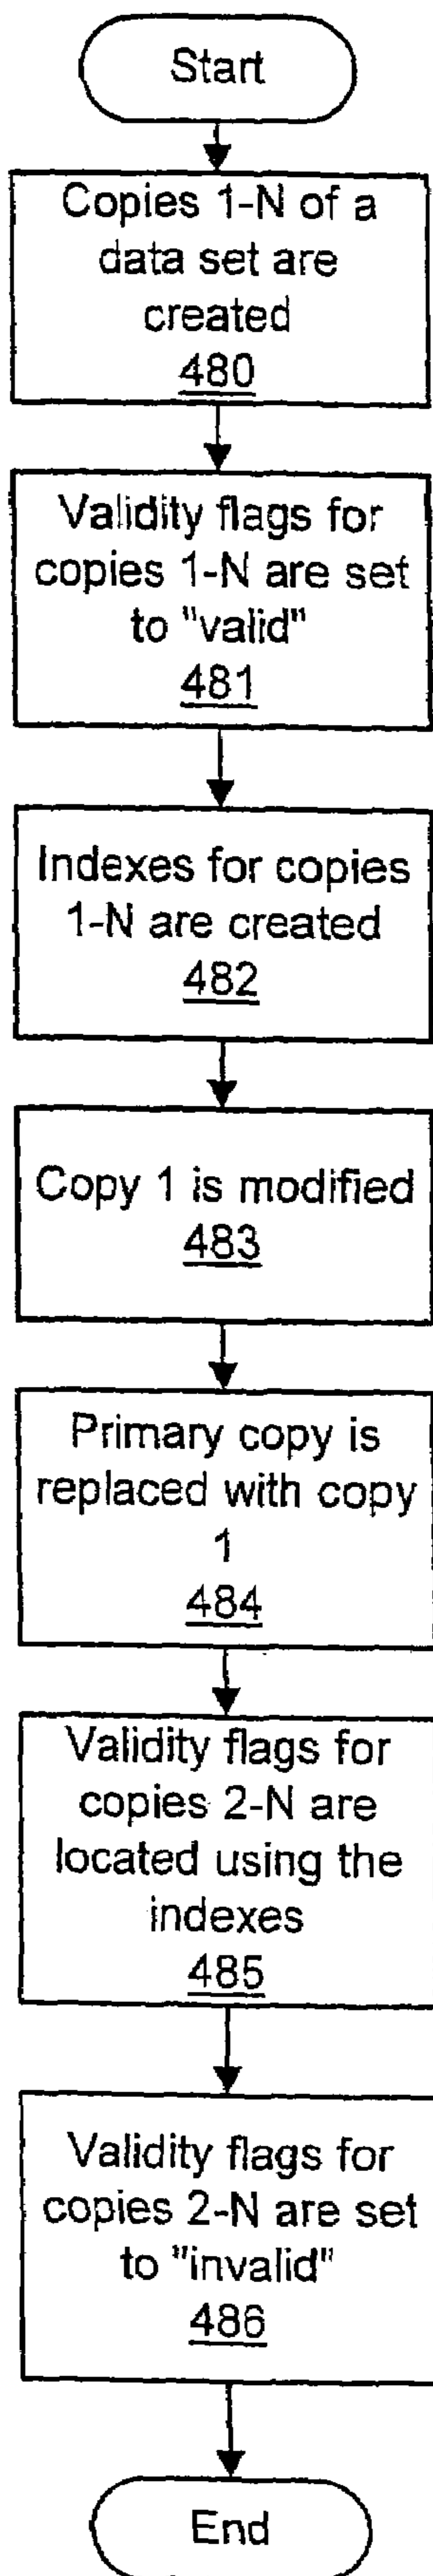 Start
Copies 1-N of a
data set are
created
480
Validity flags for
copies 1-N are set
to "valid"
481
Indexes for copies
1-N are created
482
Copy 1 is modified
483
Primary copy is
replaced with copy
1
484
Validity flags for
copies 2-N are
located using the
indexes
485
Validity flags for
copies 2-N are set
to "invalid"
486
End